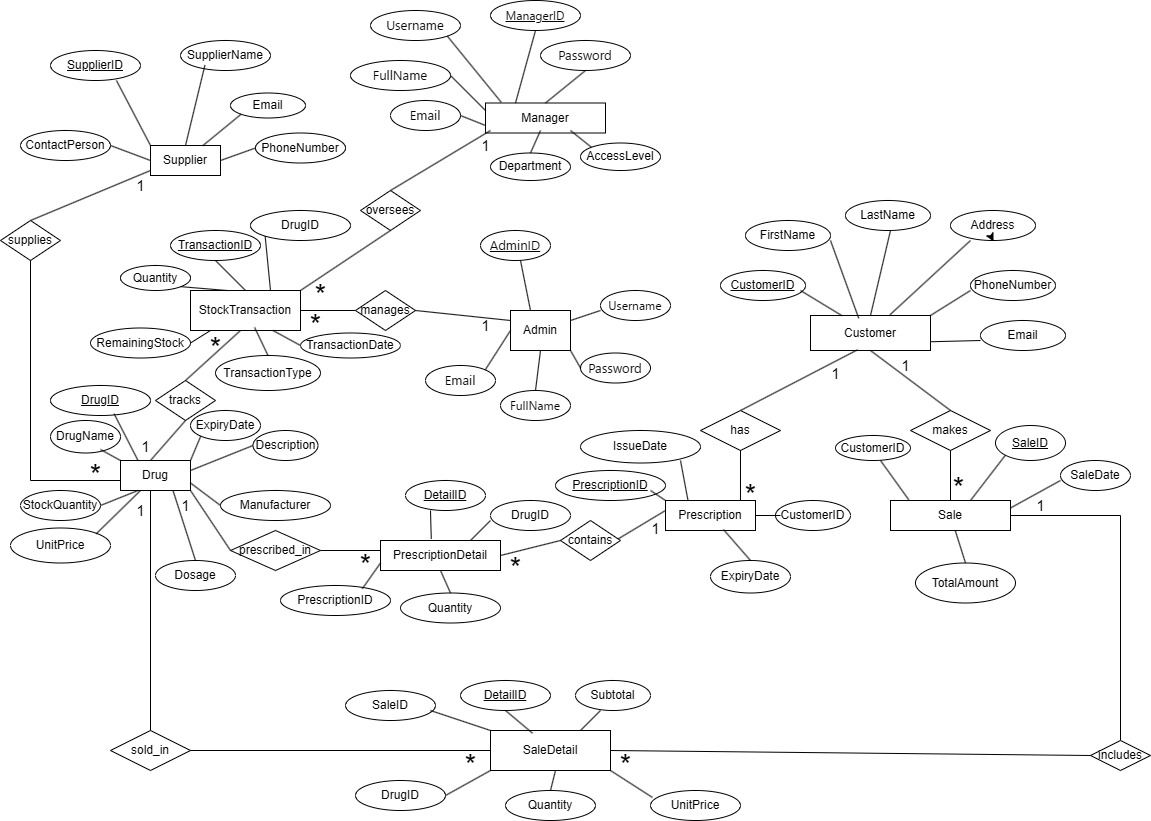 ManagerID
Username
SupplierName
Password
SupplierID
FullName
Email
Email
Manager
ContactPerson
PhoneNumber
Supplier
1
AccessLevel
Department
1
oversees
LastName
DrugID
Address
FirstName
supplies
TransactionID
AdminID
Quantity
CustomerID
PhoneNumber
*
Username
StockTransaction
manages
*
1
Admin
Customer
Email
RemainingStock
*
TransactionDate
1
Password
TransactionType
1
Email
DrugID
tracks
FullName
ExpiryDate
has
makes
DrugName
1
Description
IssueDate
CustomerID
SaleID
*
Drug
SaleDate
PrescriptionID
*
*
DetailID
StockQuantity
1
1
Manufacturer
DrugID
Prescription
CustomerID
Sale
1
1
UnitPrice
prescribed_in
contains
*
PrescriptionDetail
*
Dosage
ExpiryDate
TotalAmount
PrescriptionID
Quantity
SaleID
DetailID
Subtotal
sold_in
SaleDetail
includes
*
*
DrugID
Quantity
UnitPrice